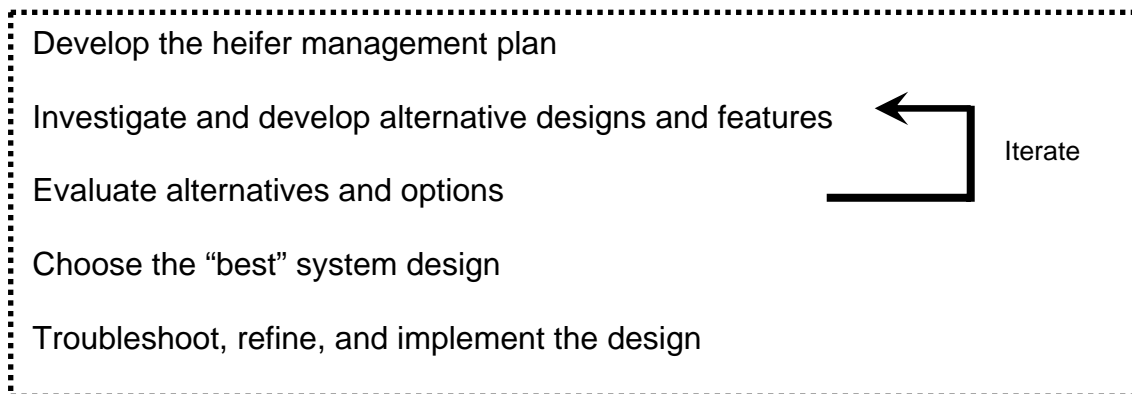 Develop the heifer management plan
Investigate and develop alternative designs and features
Iterate
Evaluate alternatives and options
Choose the “best” system design
Troubleshoot, refine, and implement the design